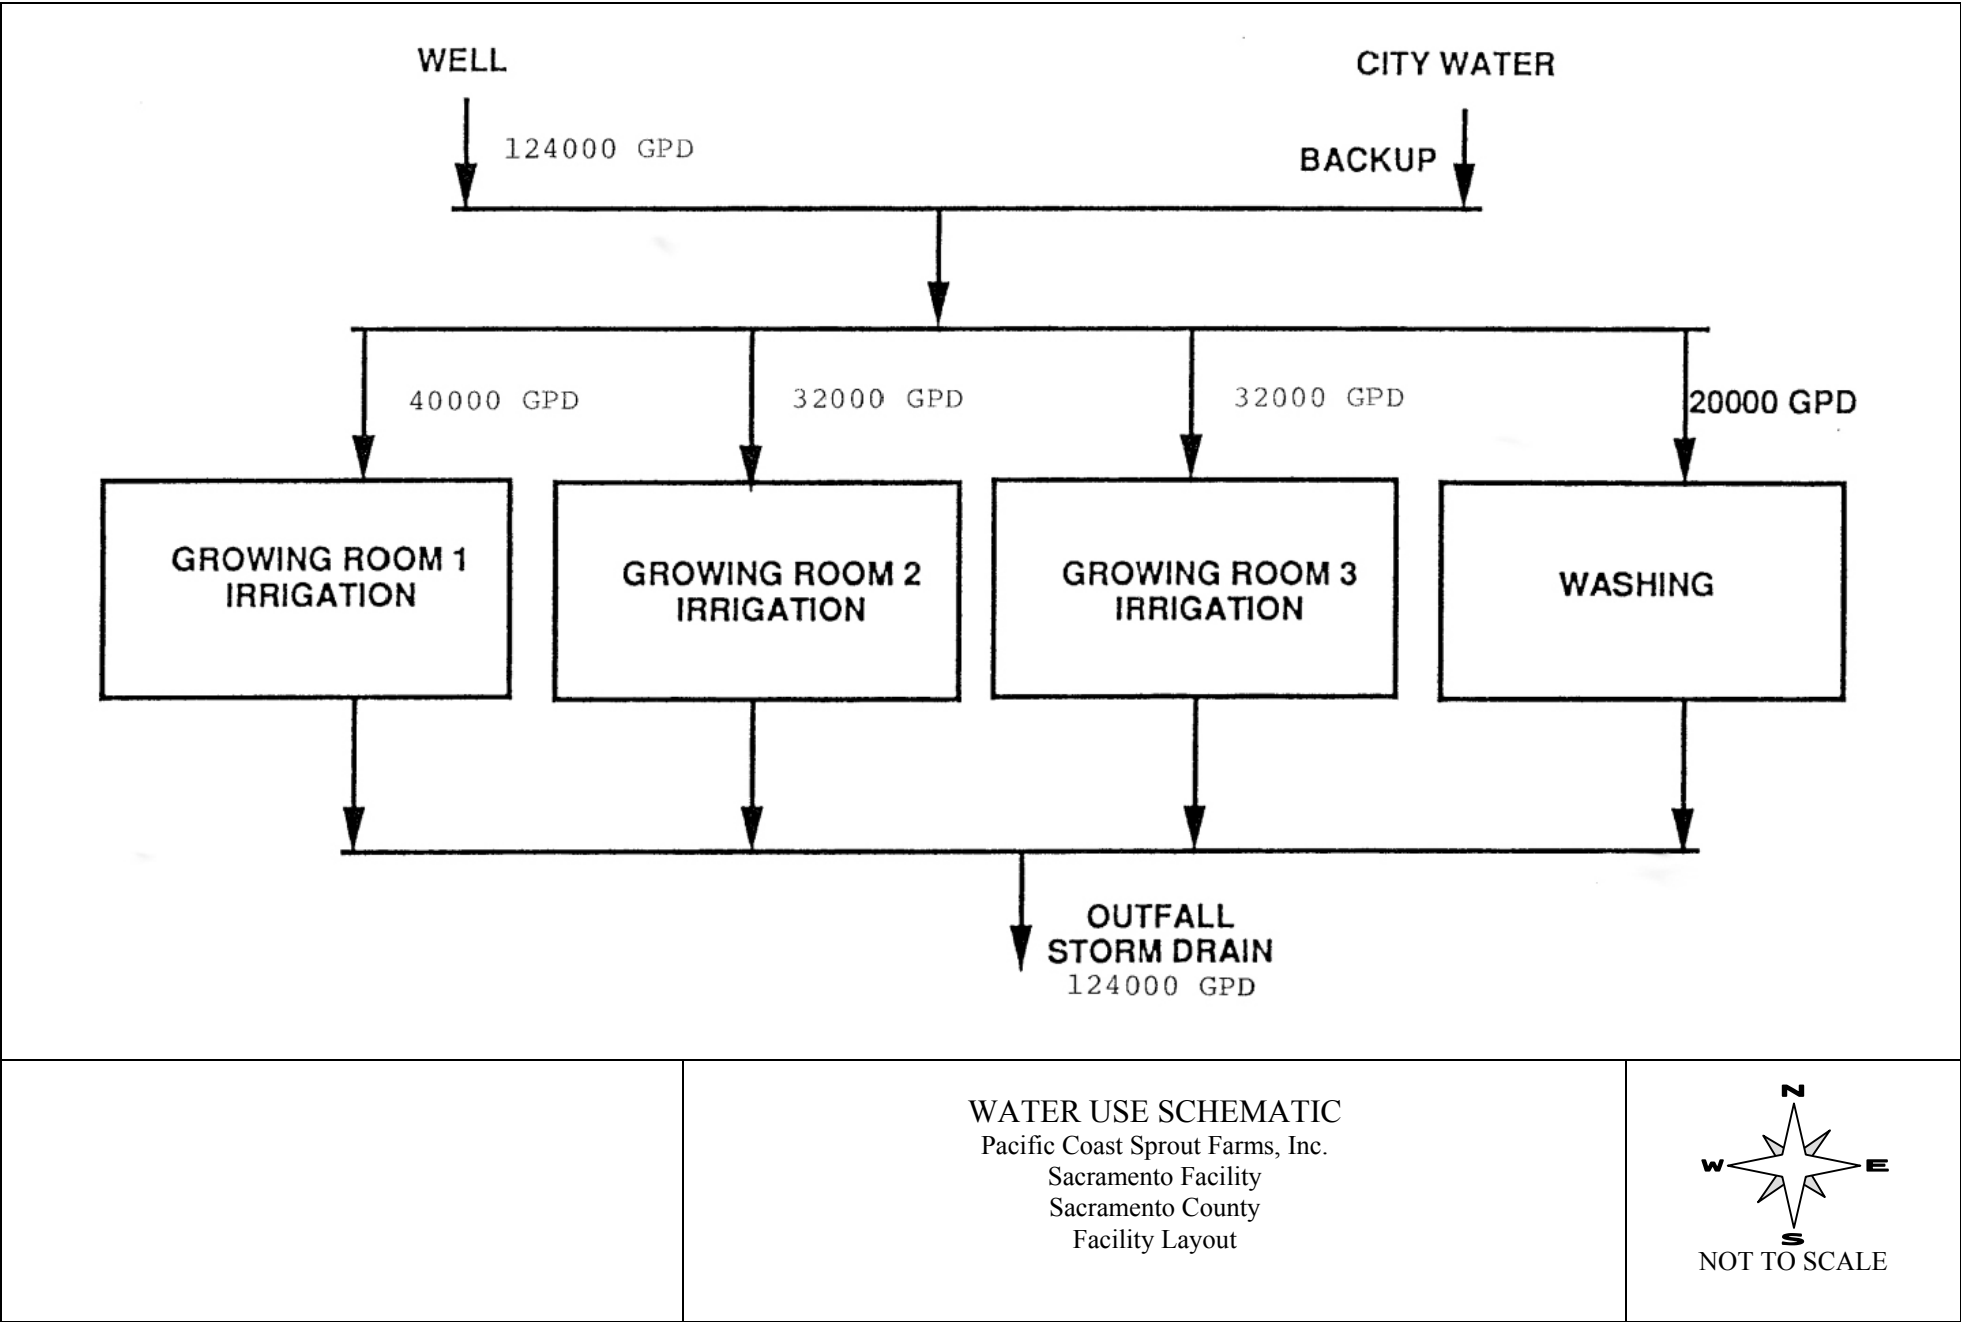 WELL
CITY WATER
124000 GPD
BACKUP
40000 GPD
32000 GPD
32000 GPD
20000 GPD
GROWING ROOM 1
IRRIGATION
GROWING ROOM 2
IRRIGATION
GROWING ROOM 3
IRRIGATION
WASHING
OUTFALL
STORM DRAIN
124000 GPD
WATER USE SCHEMATIC
Pacific Coast Sprout Farms, Inc.
Sacramento Facility
Sacramento County
Facility Layout
N
W
E
S
NOT TO SCALE